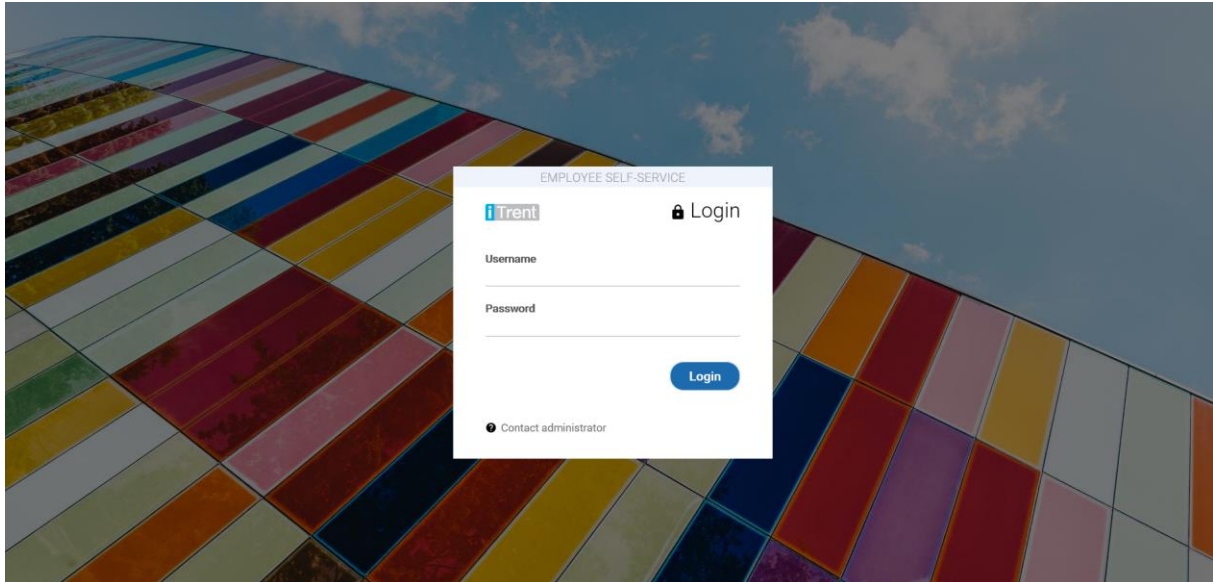 EMPLOYEE SELF-SERVICE
iTrent
Login
Username
Password
Login
Contact administrator